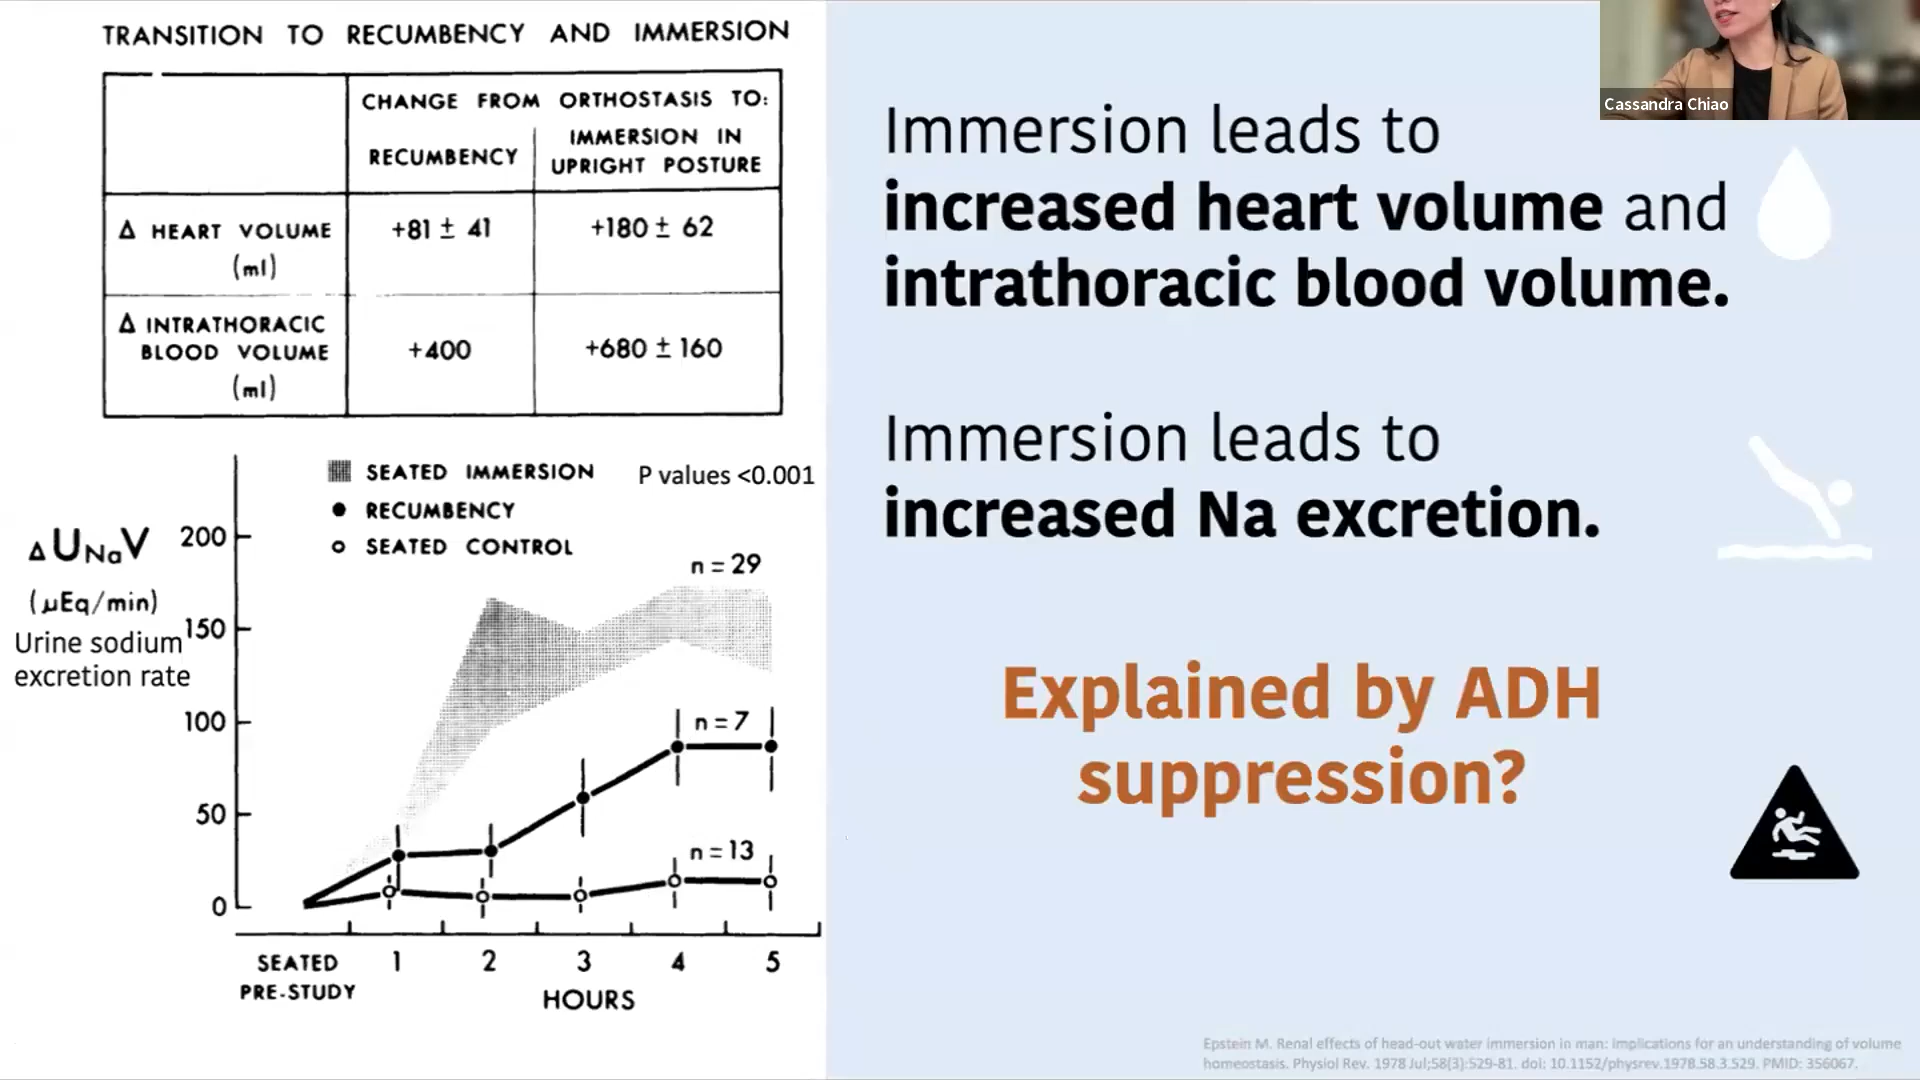 TRANSITION TO RECUMBENCY AND IMMERSION
CHANGE FROM ORTHOSTASIS TO:
RECUMBENCY
IMMERSION IN
UPRIGHT POSTURE
Δ HEART VOLUME
(ml)
+81 ± 41
+180 ± 62
Δ INTRATHORACIC
BLOOD VOLUME
(ml)
+400
+680 ± 160
SEATED IMMERSION
P values <0.001
RECUMBENCY
SEATED CONTROL
ΔUNaV
(μEq/min)
Urine sodium
excretion rate
200
150
100
50
0
n = 29
n = 7
n = 13
SEATED
PRE-STUDY
1 2 3 4 5
HOURS
Cassandra Chiao
Immersion leads to
increased heart volume and
intrathoracic blood volume.
Immersion leads to
increased Na excretion.
Explained by ADH
suppression?
Epstein M. Renal effects of head-out water immersion in man: implications for an understanding of volume
homeostasis. Physiol Rev. 1978 Jul;58(3):529-81. doi: 10.1152/physrev.1978.58.3.529. PMID: 356067.